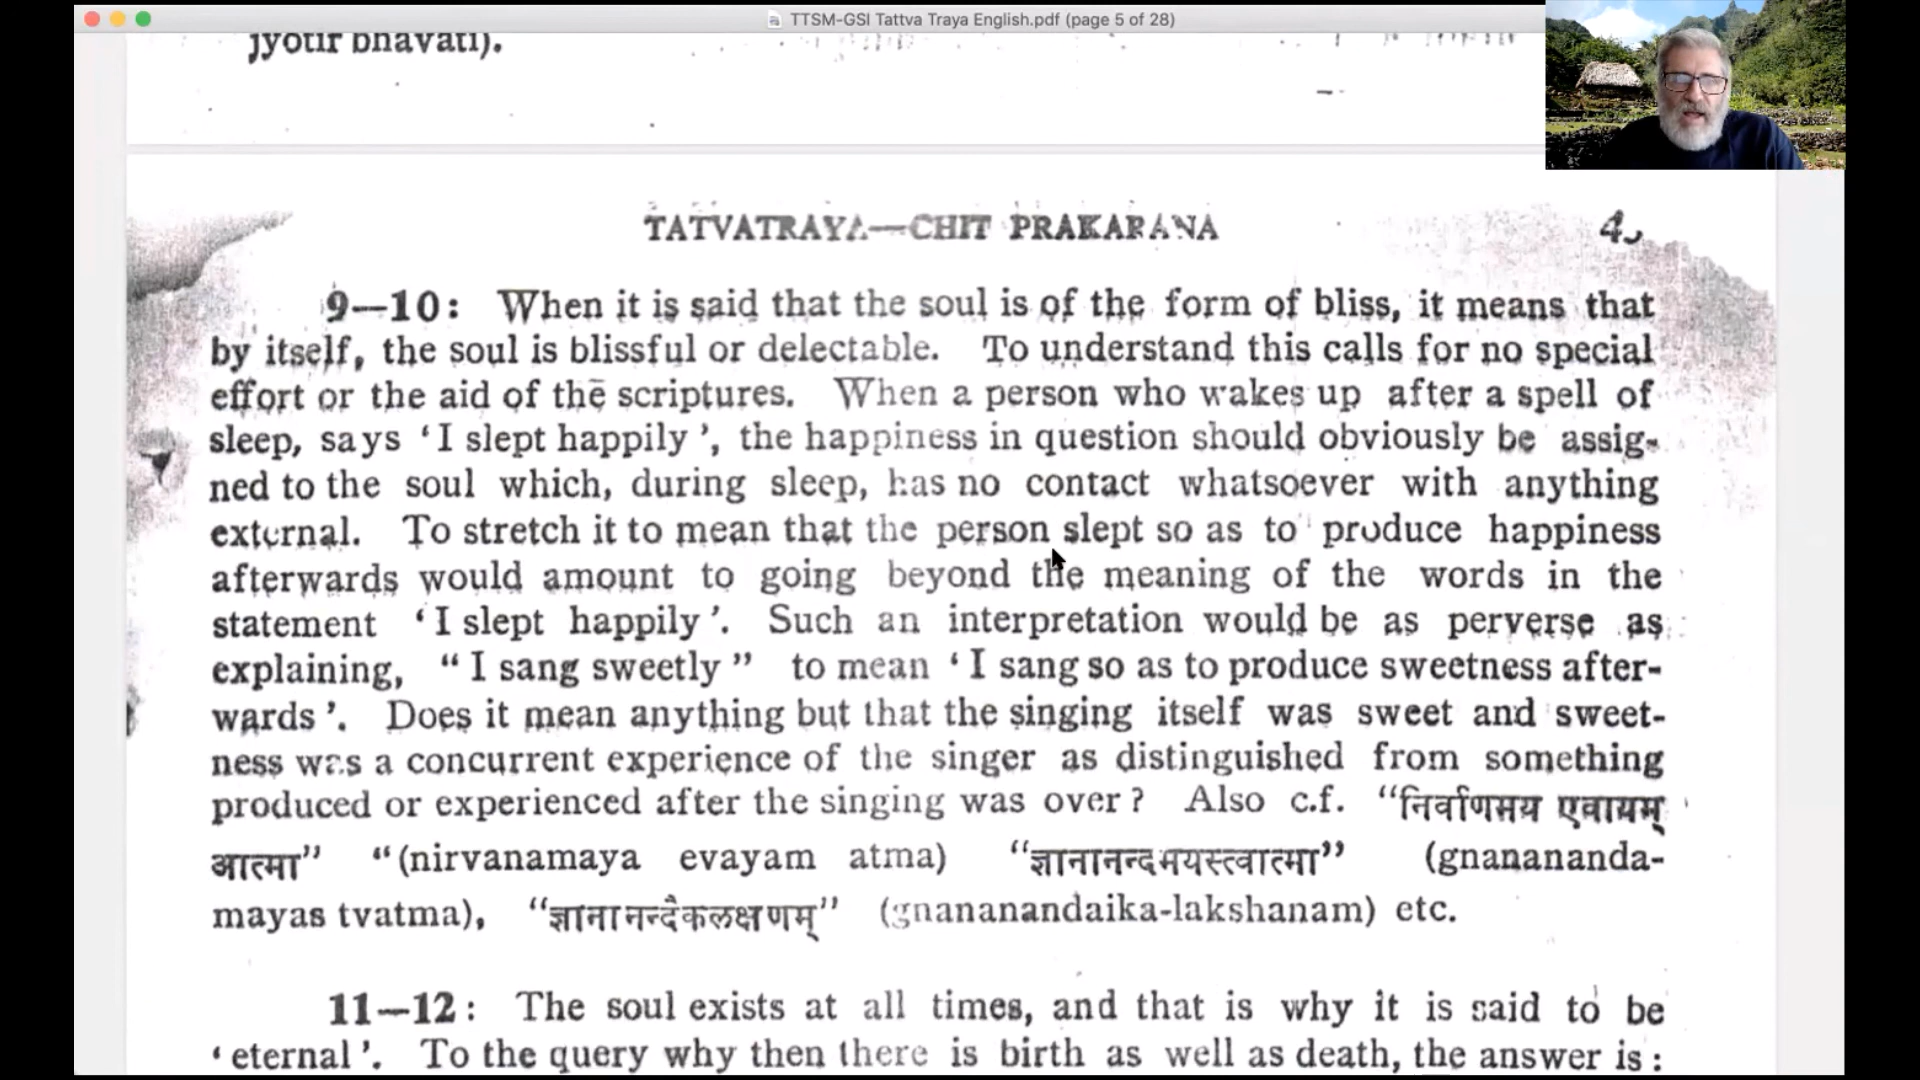 TTSM-GSI Tattva Traya English.pdf (page 5 of 28)
jyotir bhavati).
TATVATRAYA—CHIT PRAKARANA
9—10: When it is said that the soul is of the form of bliss, it means that
by itself, the soul is blissful or delectable. To understand this calls for no special
effort or the aid of the scriptures. When a person who wakes up after a spell of
sleep, says ‘I slept happily’, the happiness in question should obviously be assig-
ned to the soul which, during sleep, has no contact whatsoever with anything
external. To stretch it to mean that the person slept so as to produce happiness
afterwards would amount to going beyond the meaning of the words in the
statement ‘I slept happily’. Such an interpretation would be as perverse as
explaining, “I sang sweetly” to mean ‘I sang so as to produce sweetness after-
wards’. Does it mean anything but that the singing itself was sweet and sweet-
ness was a concurrent experience of the singer as distinguished from something
produced or experienced after the singing was over? Also c.f. “निर्वाणमय एवायम्
आत्मा” “(nirvanamaya evayam atma) “ज्ञानानन्दमयस्त्वात्मा” (gnanananda-
mayas tvatma), “ज्ञानानन्दैकलक्षणम्” (gnananandaika-lakshanam) etc.
11—12: The soul exists at all times, and that is why it is said to be
‘eternal’. To the query why then there is birth as well as death, the answer is: